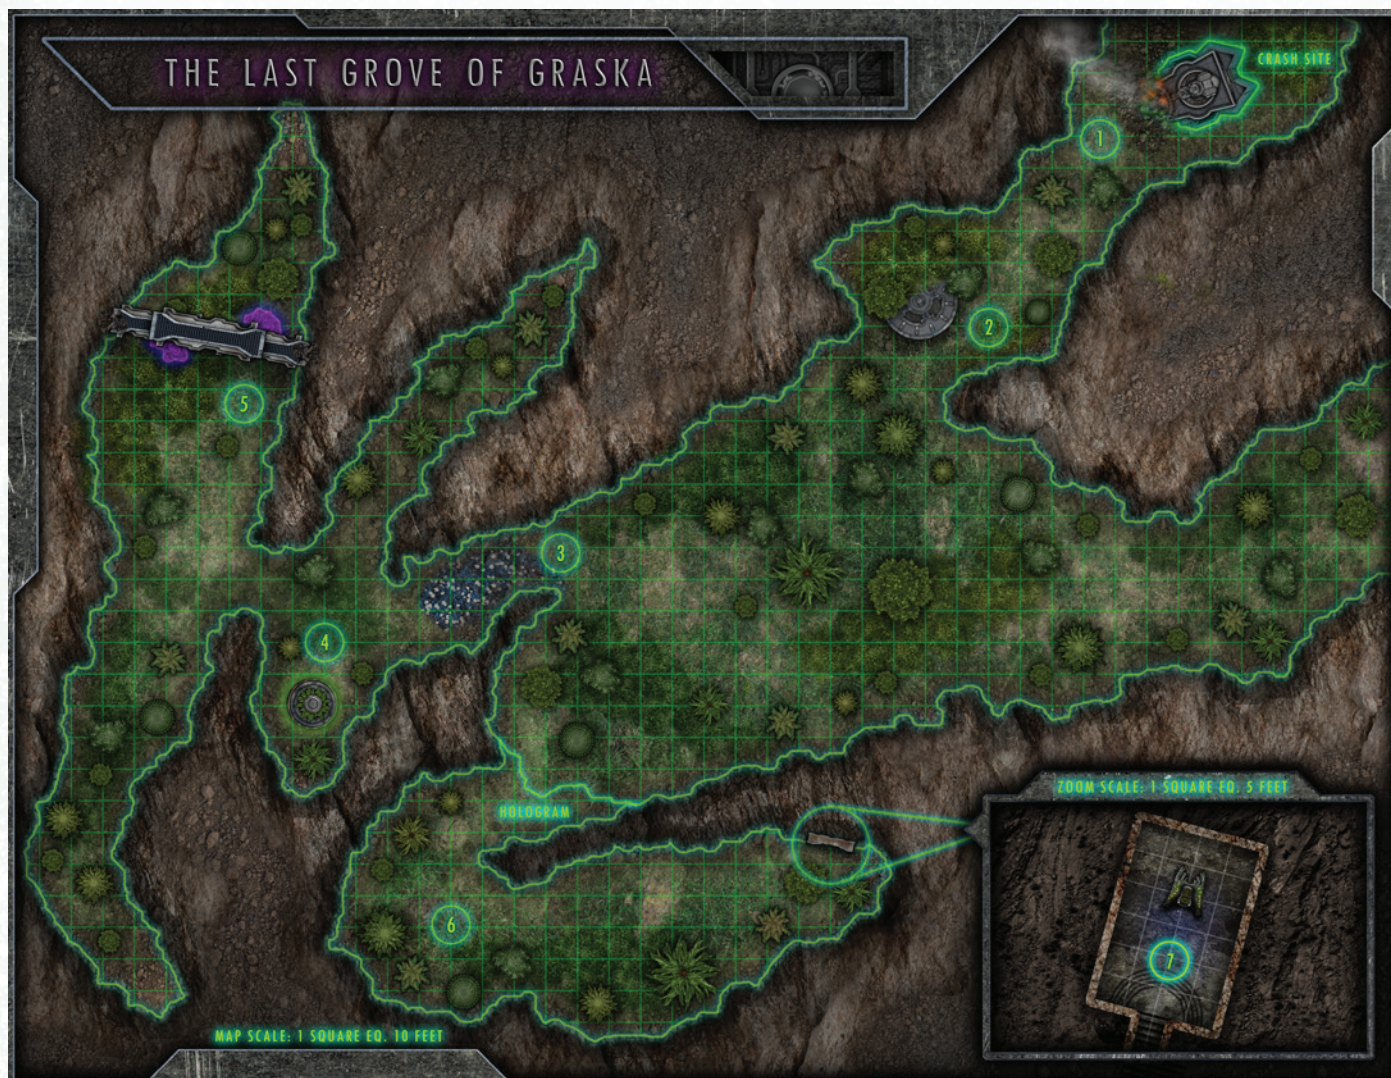 THE LAST GROVE OF GRASKA
CRASH SITE
1
2
5
3
4
HOLOGRAM
ZOOM SCALE: 1 SQUARE EQ. 5 FEET
6
7
MAP SCALE: 1 SQUARE EQ. 10 FEET